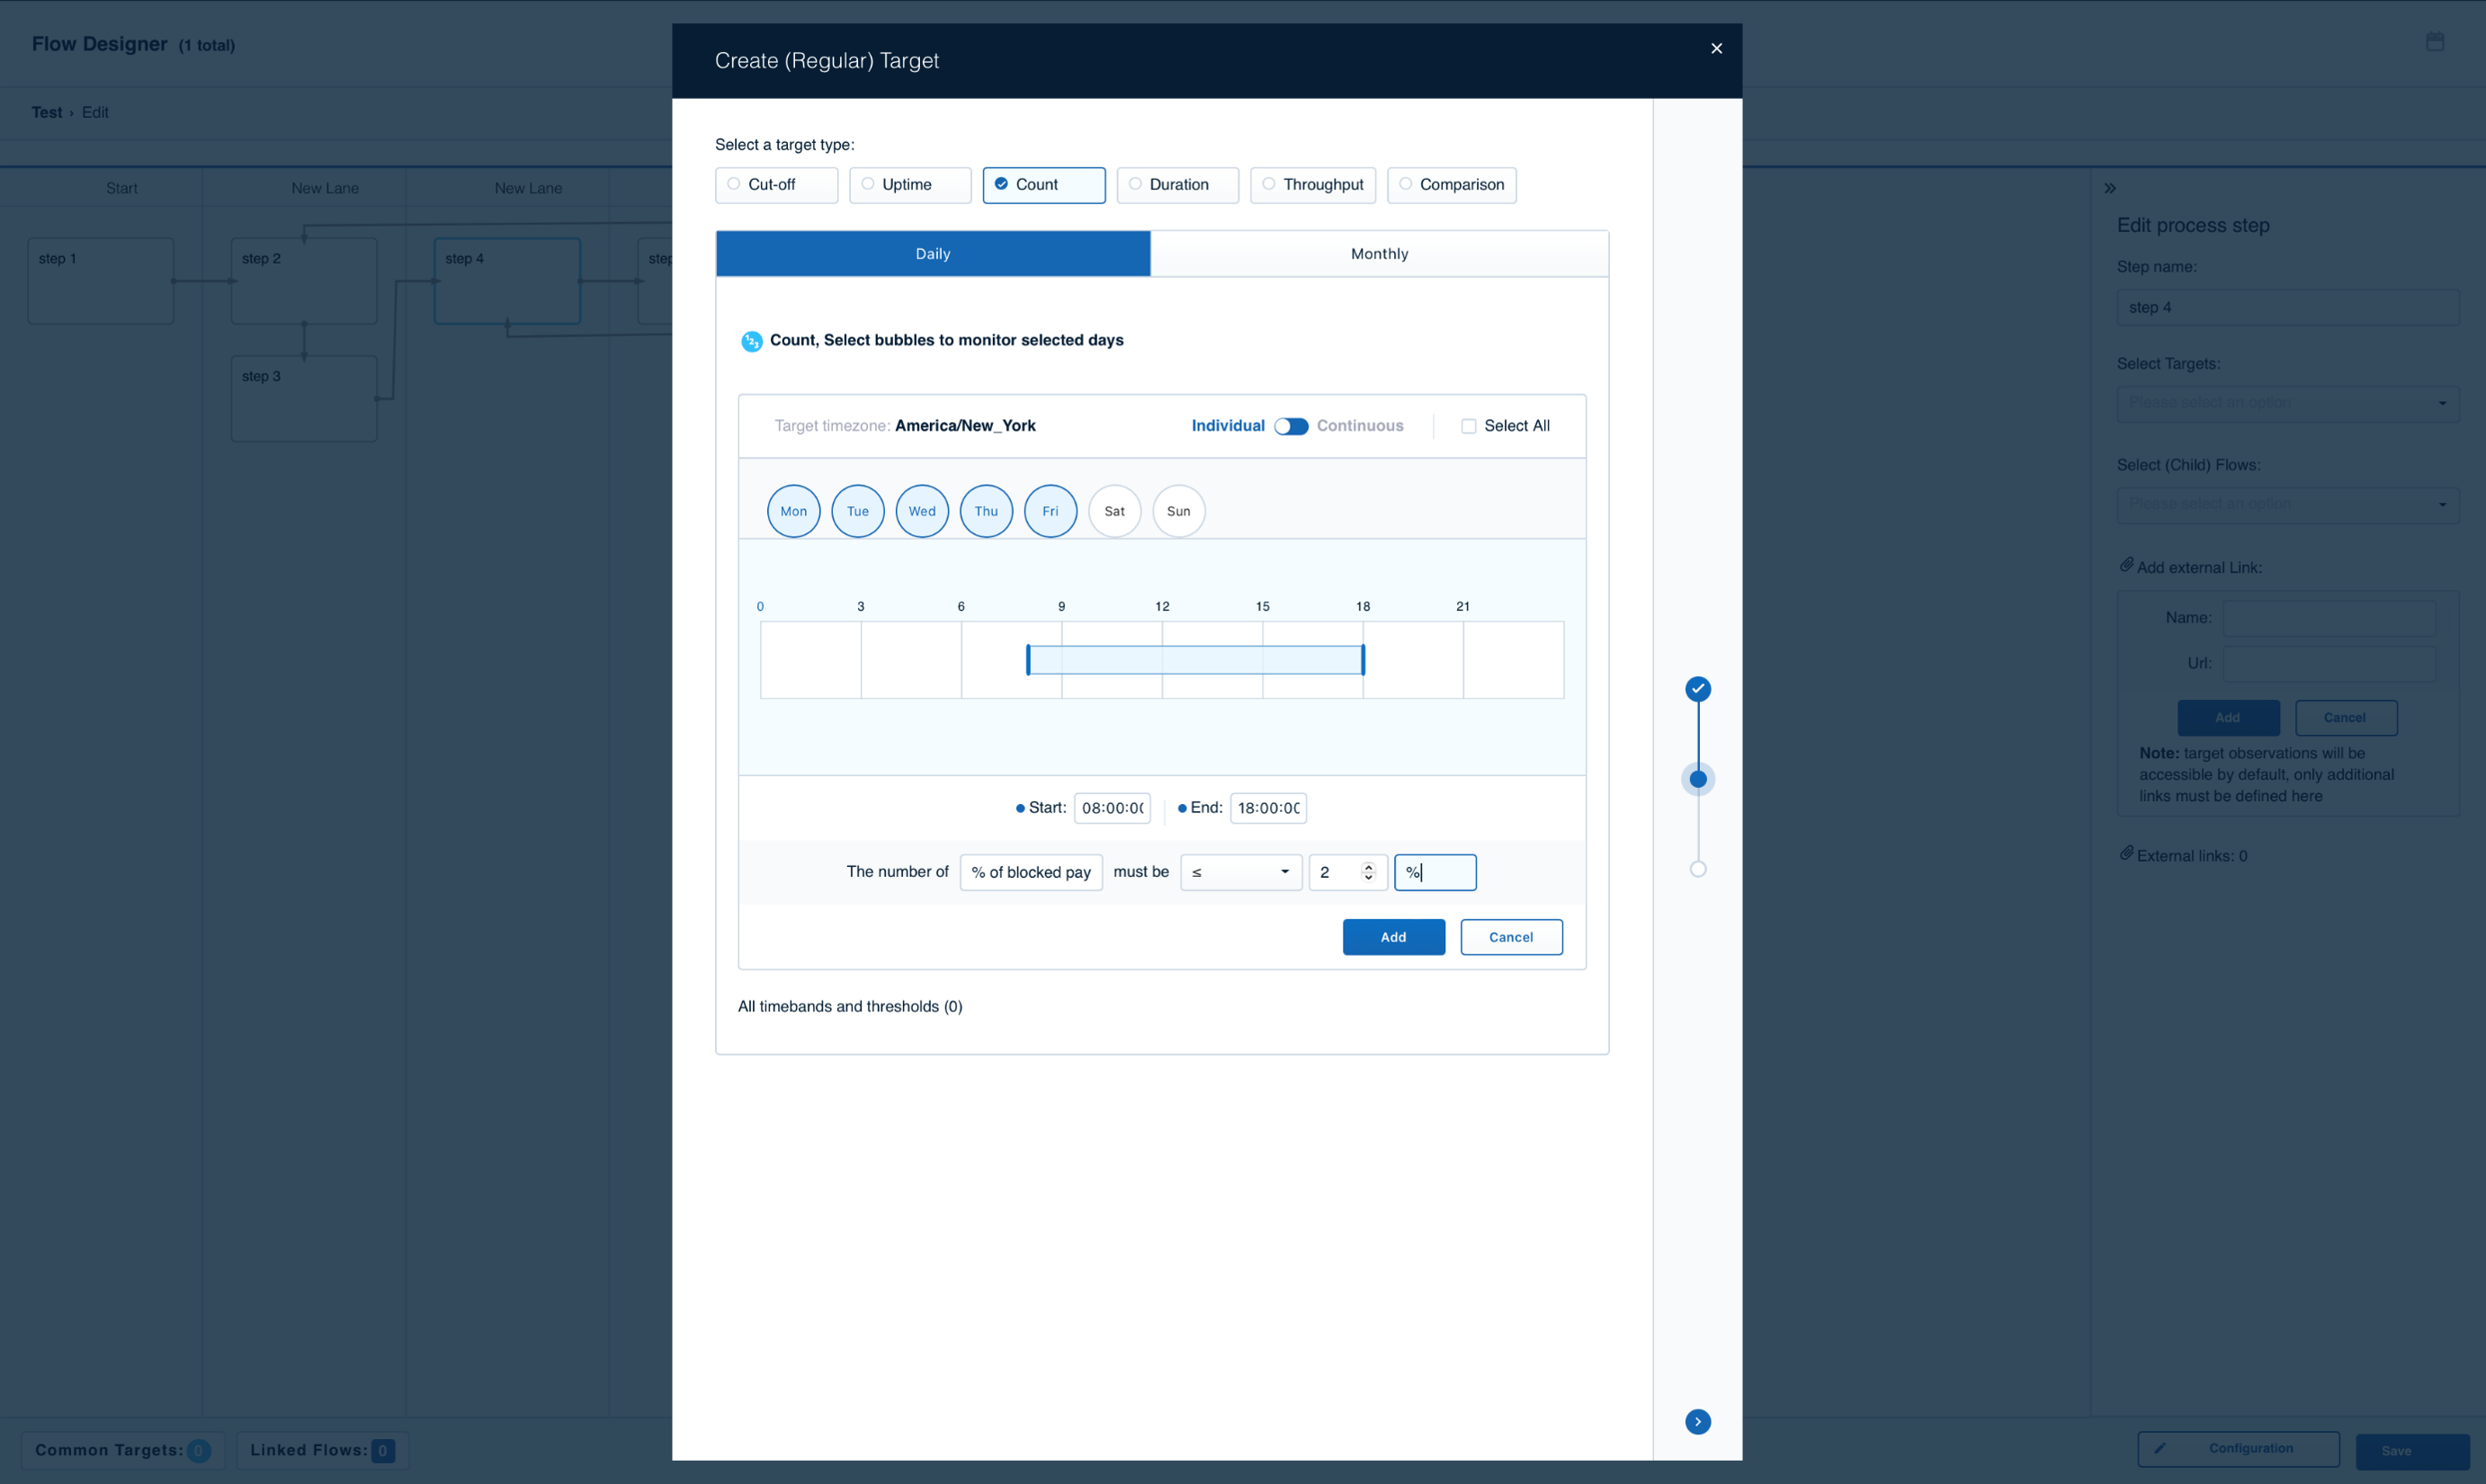 Flow Designer (1 total)
Test › Edit
Start
New Lane
New Lane
step 1
step 2
step 4
step
step 3
Common Targets: 0
Linked Flows: 0
Create (Regular) Target
Select a target type:
Cut-off
Uptime
Count
Duration
Throughput
Comparison
Daily
Monthly
Count, Select bubbles to monitor selected days
Target timezone: America/New_York
Individual
Continuous
Select All
Mon
Tue
Wed
Thu
Fri
Sat
Sun
0 3 6 9 12 15 18 21
Start: 08:00:0(
End: 18:00:0(
The number of % of blocked pay must be ≤ 2 %
Add
Cancel
All timebands and thresholds (0)
Edit process step
Step name:
step 4
Select Targets:
Please select an option
Select (Child) Flows:
Please select an option
Add external Link:
Name:
Url:
Add
Cancel
Note: target observations will be
accessible by default, only additional
links must be defined here
External links: 0
Configuration
Save